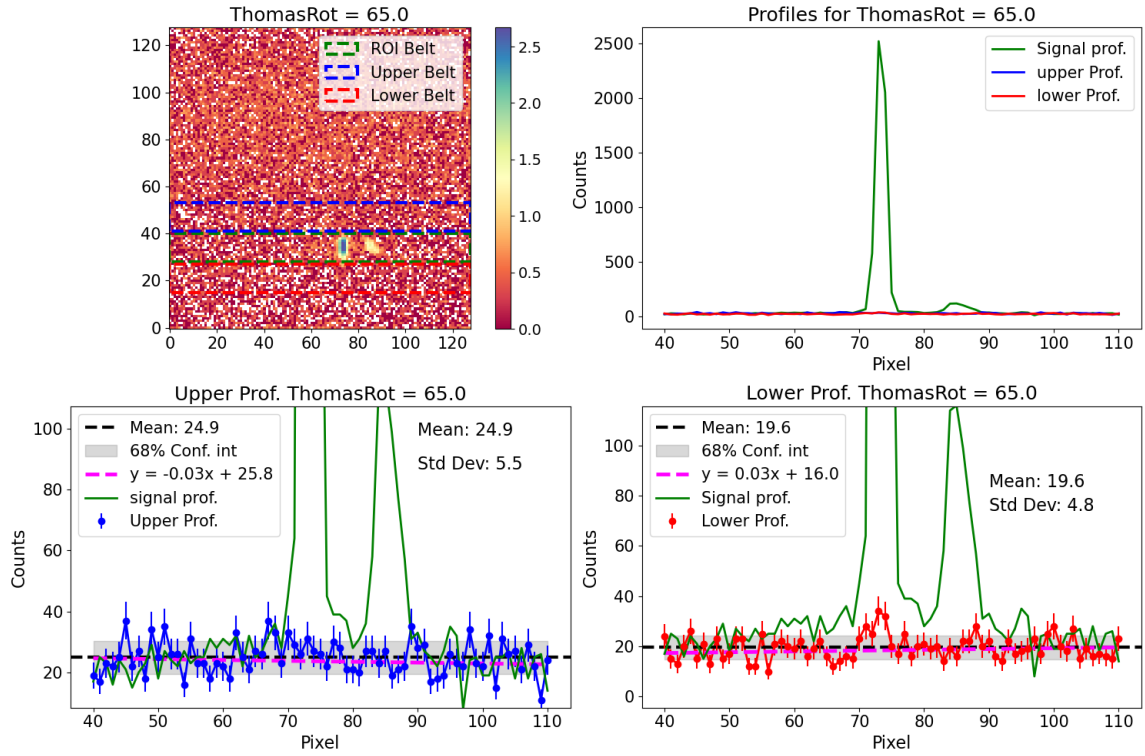 ThomasRot = 65.0
120
100
80
60
40
20
0
0 20 40 60 80 100 120
ROI Belt
Upper Belt
Lower Belt
2.5
2.0
1.5
1.0
0.5
0.0
Profiles for ThomasRot = 65.0
Counts
2500
2000
1500
1000
500
0
40 50 60 70 80 90 100 110
Pixel
Signal prof.
upper Prof.
lower Prof.
Upper Prof. ThomasRot = 65.0
Counts
100
80
60
40
20
40 50 60 70 80 90 100 110
Pixel
Mean: 24.9
68% Conf. int
y = -0.03x + 25.8
signal prof.
Upper Prof.
Mean: 24.9
Std Dev: 5.5
Lower Prof. ThomasRot = 65.0
Counts
100
80
60
40
20
0
40 50 60 70 80 90 100 110
Pixel
Mean: 19.6
68% Conf. int
y = 0.03x + 16.0
Signal prof.
Lower Prof.
Mean: 19.6
Std Dev: 4.8